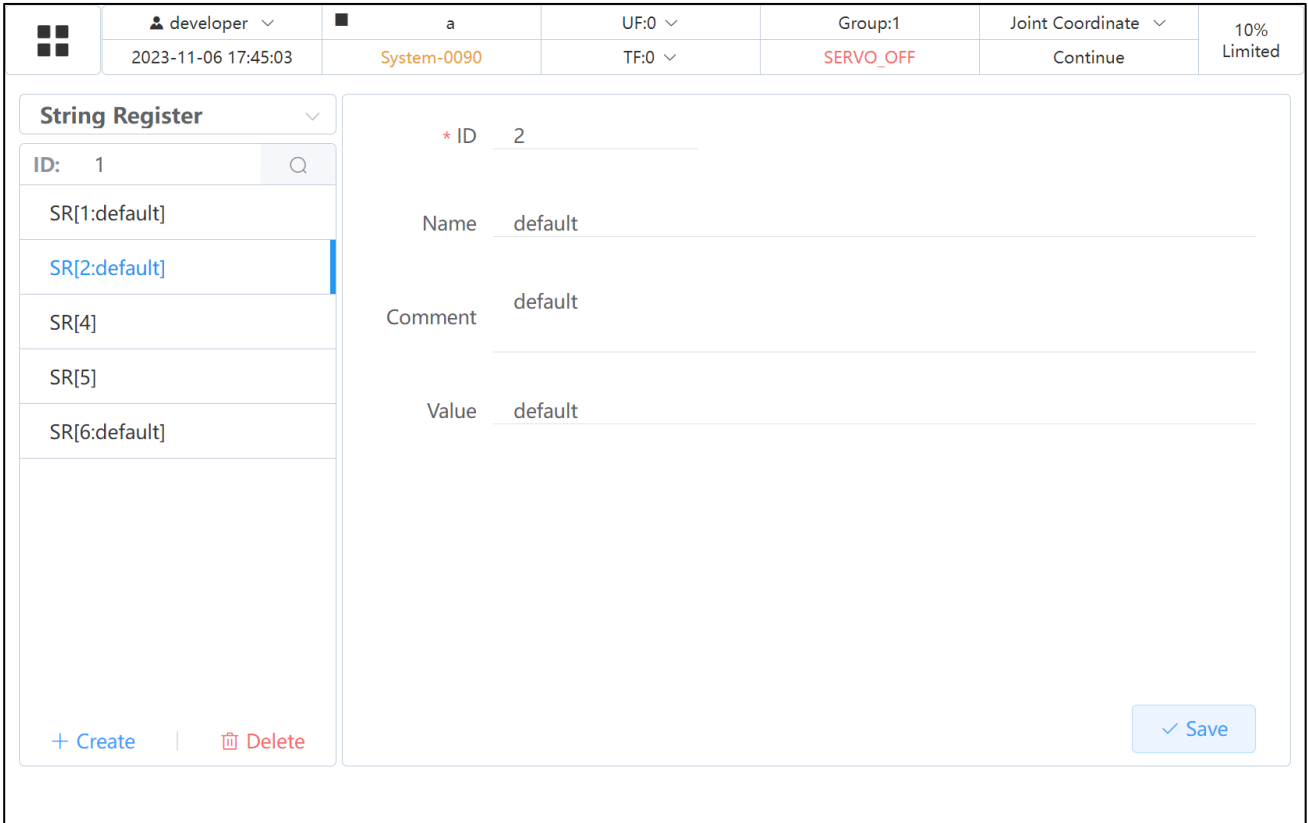 developer
a
UF:0
Group:1
Joint Coordinate
10%
Limited
2023-11-06 17:45:03
System-0090
TF:0
SERVO_OFF
Continue
String Register
ID: 1
SR[1:default]
SR[2:default]
SR[4]
SR[5]
SR[6:default]
+ Create
Delete
* ID 2
Name default
Comment default
Value default
Save